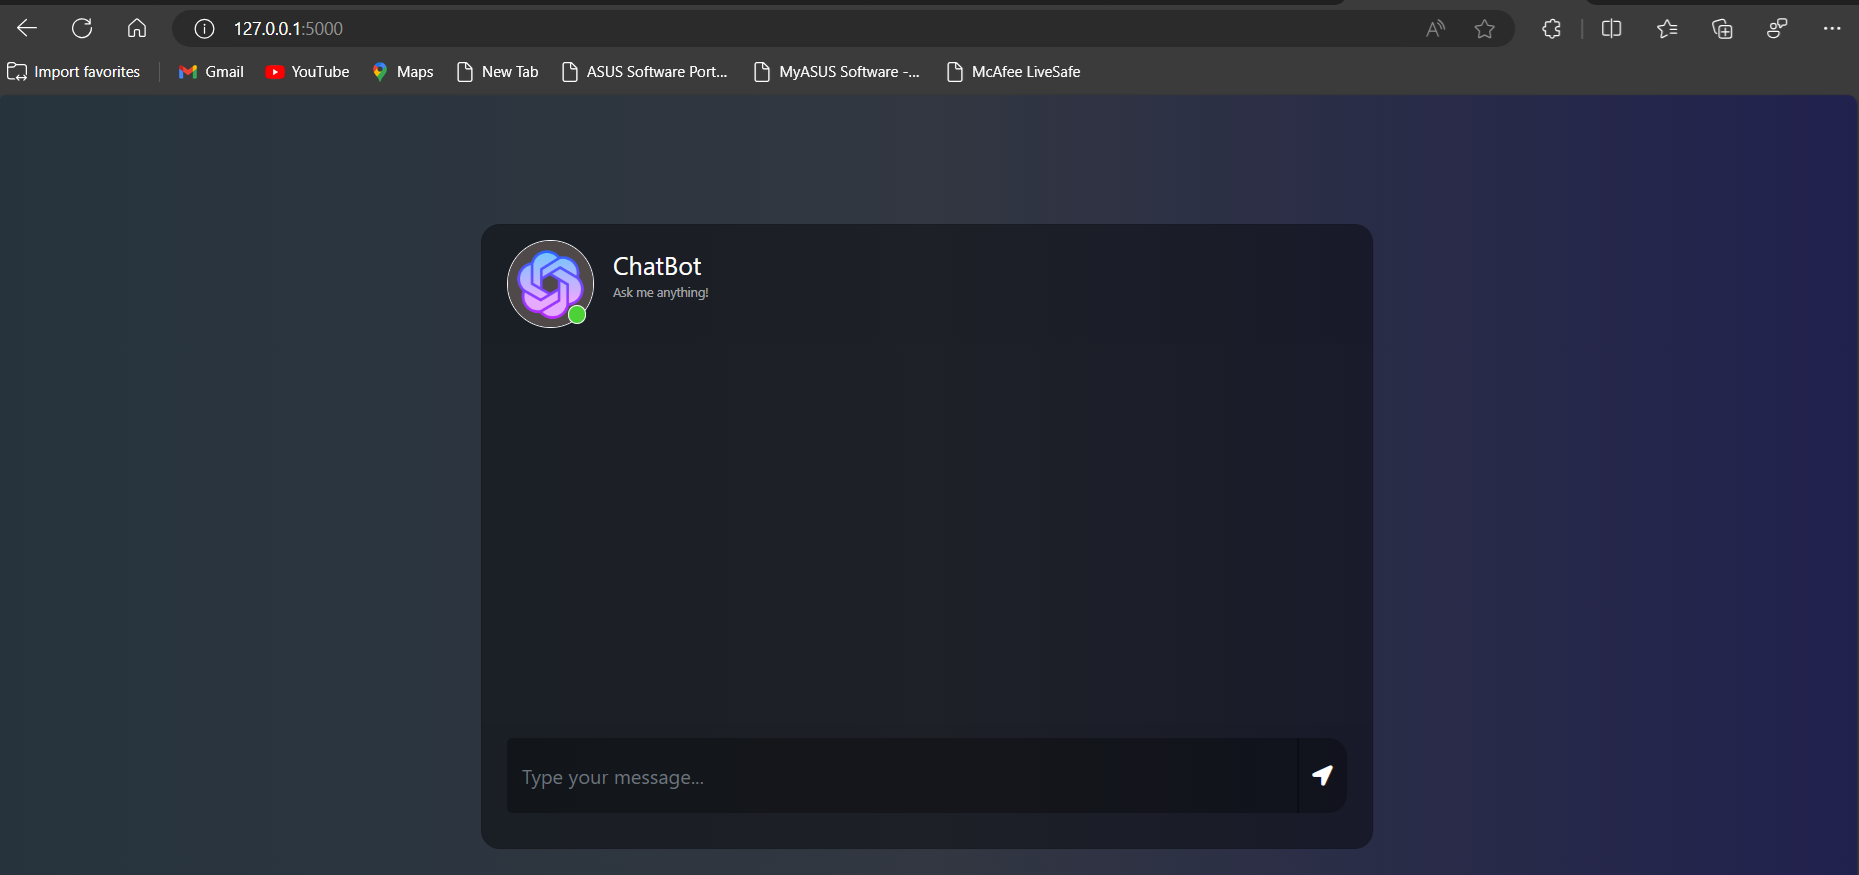 127.0.0.1:5000
Import favorites Gmail YouTube Maps New Tab ASUS Software Port... MyASUS Software -... McAfee LiveSafe
ChatBot
Ask me anything!
Type your message...